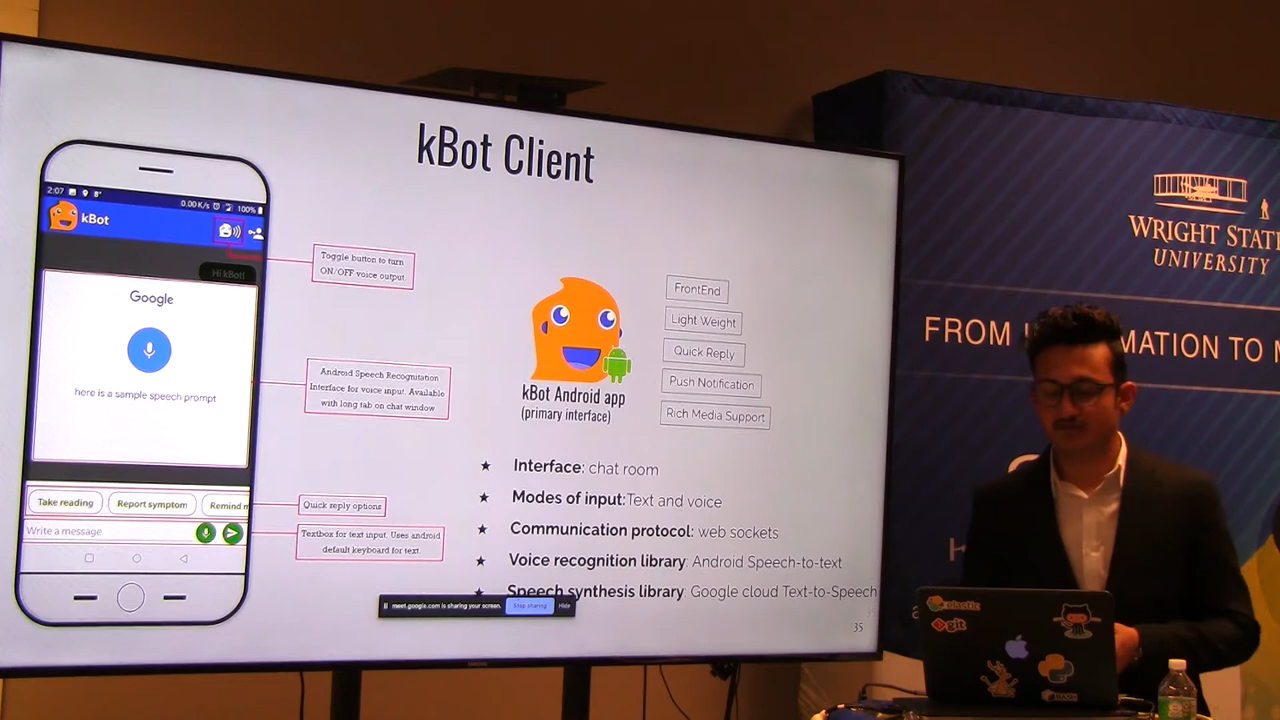 kBot Client
2:07
0.00 K/s
100%
kBot
Hi kBot!
Google
here is a sample speech prompt
Take reading
Report symptom
Remind m
Write a message
Toggle button to turn
ON/OFF voice output.
Android Speech Recognutation
Interface for voice input. Available
with long tab on chat window
Quick reply options
Textbox for text input. Uses android
default keyboard for text.
kBot Android app
(primary interface)
FrontEnd
Light Weight
Quick Reply
Push Notification
Rich Media Support
★ Interface: chat room
★ Modes of input:Text and voice
★ Communication protocol: web sockets
★ Voice recognition library: Android Speech-to-text
★ Speech synthesis library: Google cloud Text-to-Speech
meet.google.com is sharing your screen.
Stop sharing
Hide
35
WRIGHT STATE
UNIVERSITY
FROM
MATION TO
elastic
git
BASH